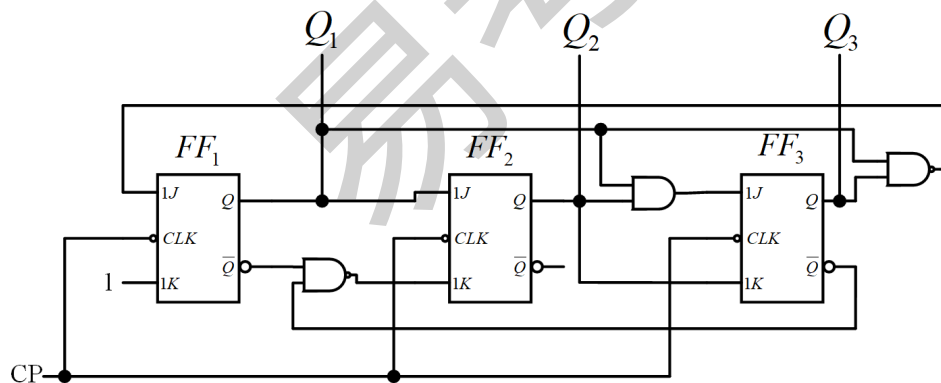 Q₁ Q₂ Q₃
FF₁ FF₂ FF₃
1J Q 1J Q 1J Q
CLK CLK CLK
Q̅ Q̅ Q̅
1 1K 1K 1K
CP